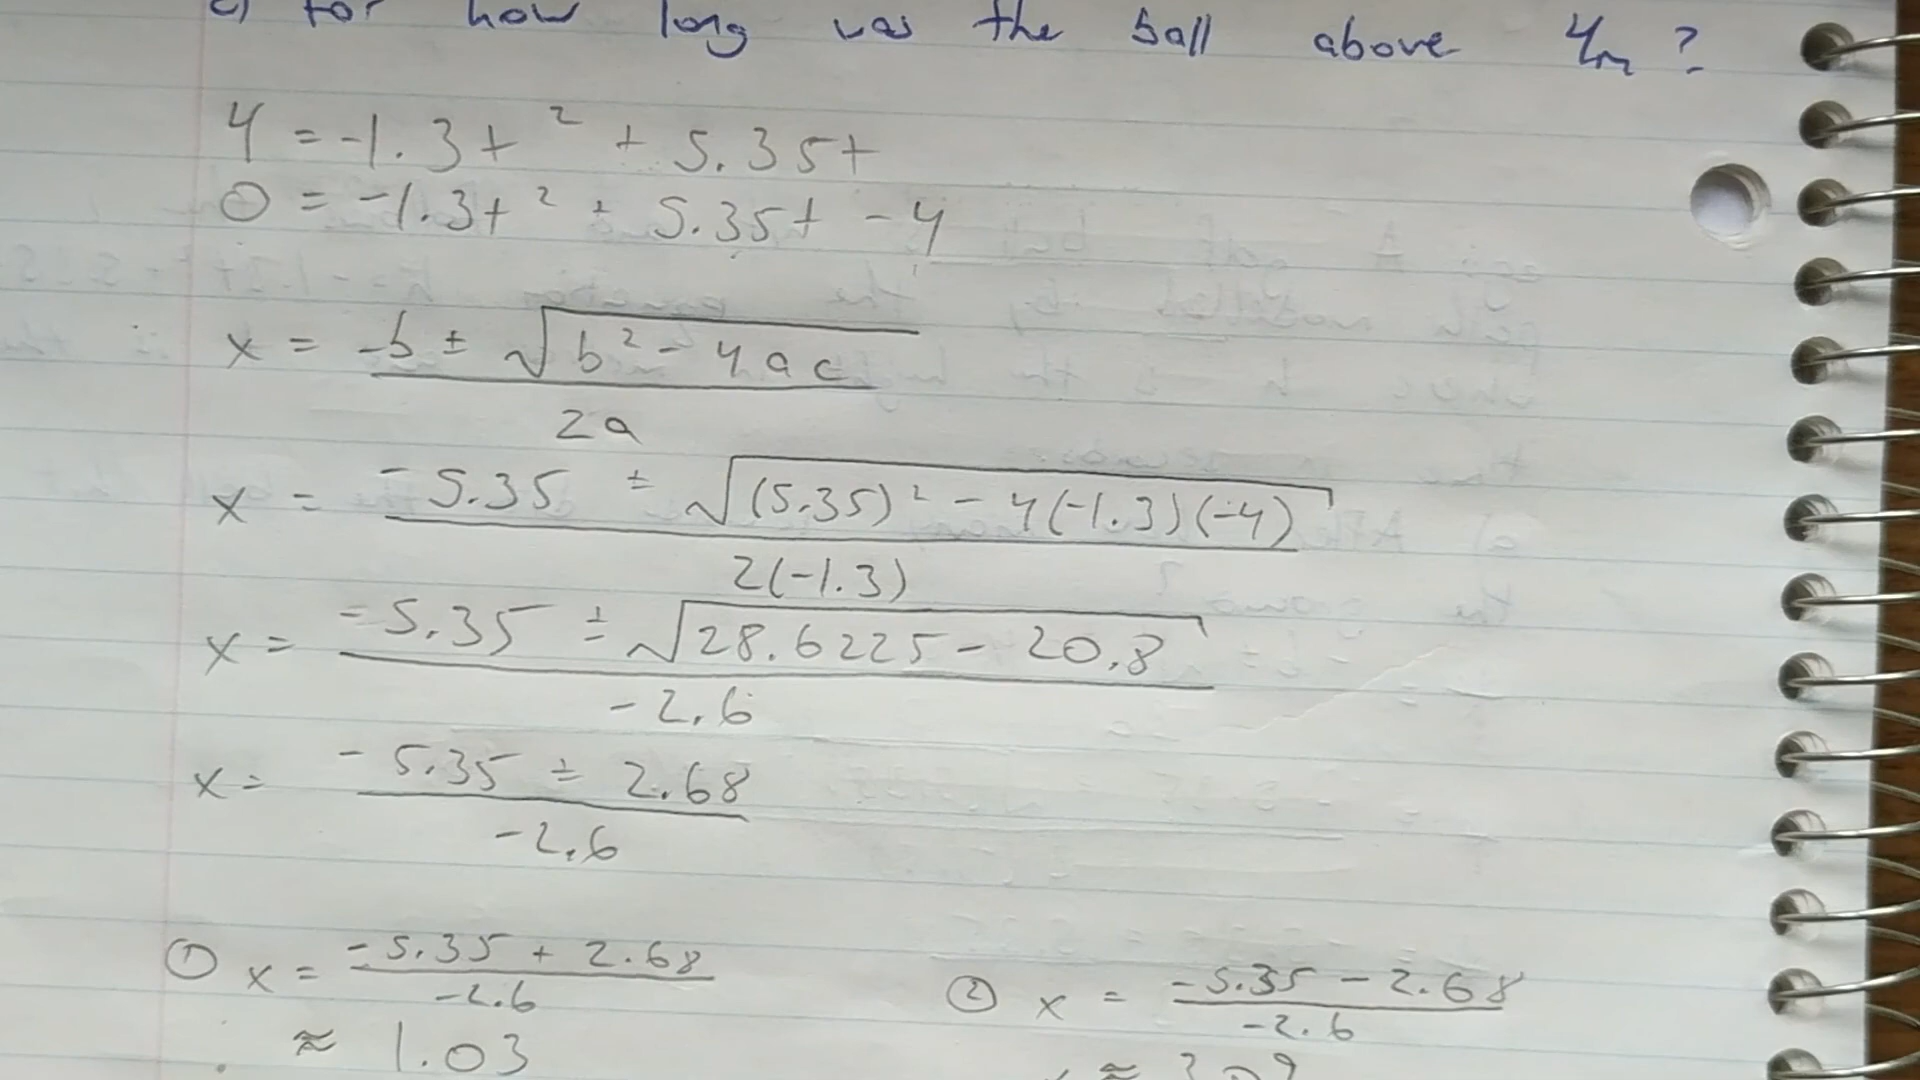 c) For how long was the ball above 4m?
4 = -1.3t² + 5.35t
0 = -1.3t² + 5.35t - 4
x = -b ± √b² - 4ac
2a
x = -5.35 ± √(5.35)² - 4(-1.3)(-4)
2(-1.3)
x = -5.35 ± √28.6225 - 20.8
-2.6
x = -5.35 ± 2.68
-2.6
① x = -5.35 + 2.68
-2.6
≈ 1.03
② x = -5.35 - 2.68
-2.6
≈ 3.09